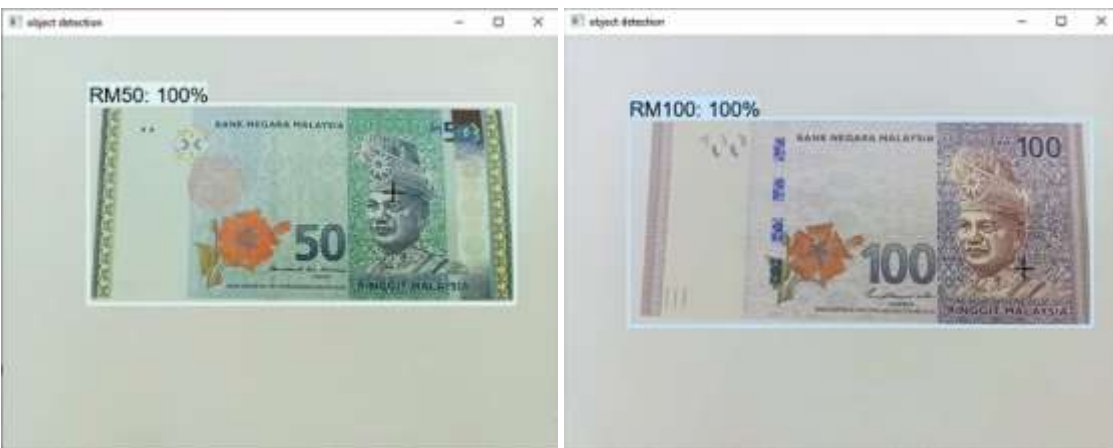 object detection
RM50: 100%
BANK NEGARA MALAYSIA
50
RINGGIT MALAYSIA
object detection
RM100: 100%
BANK NEGARA MALAYSIA
100
100
RINGGIT MALAYSIA